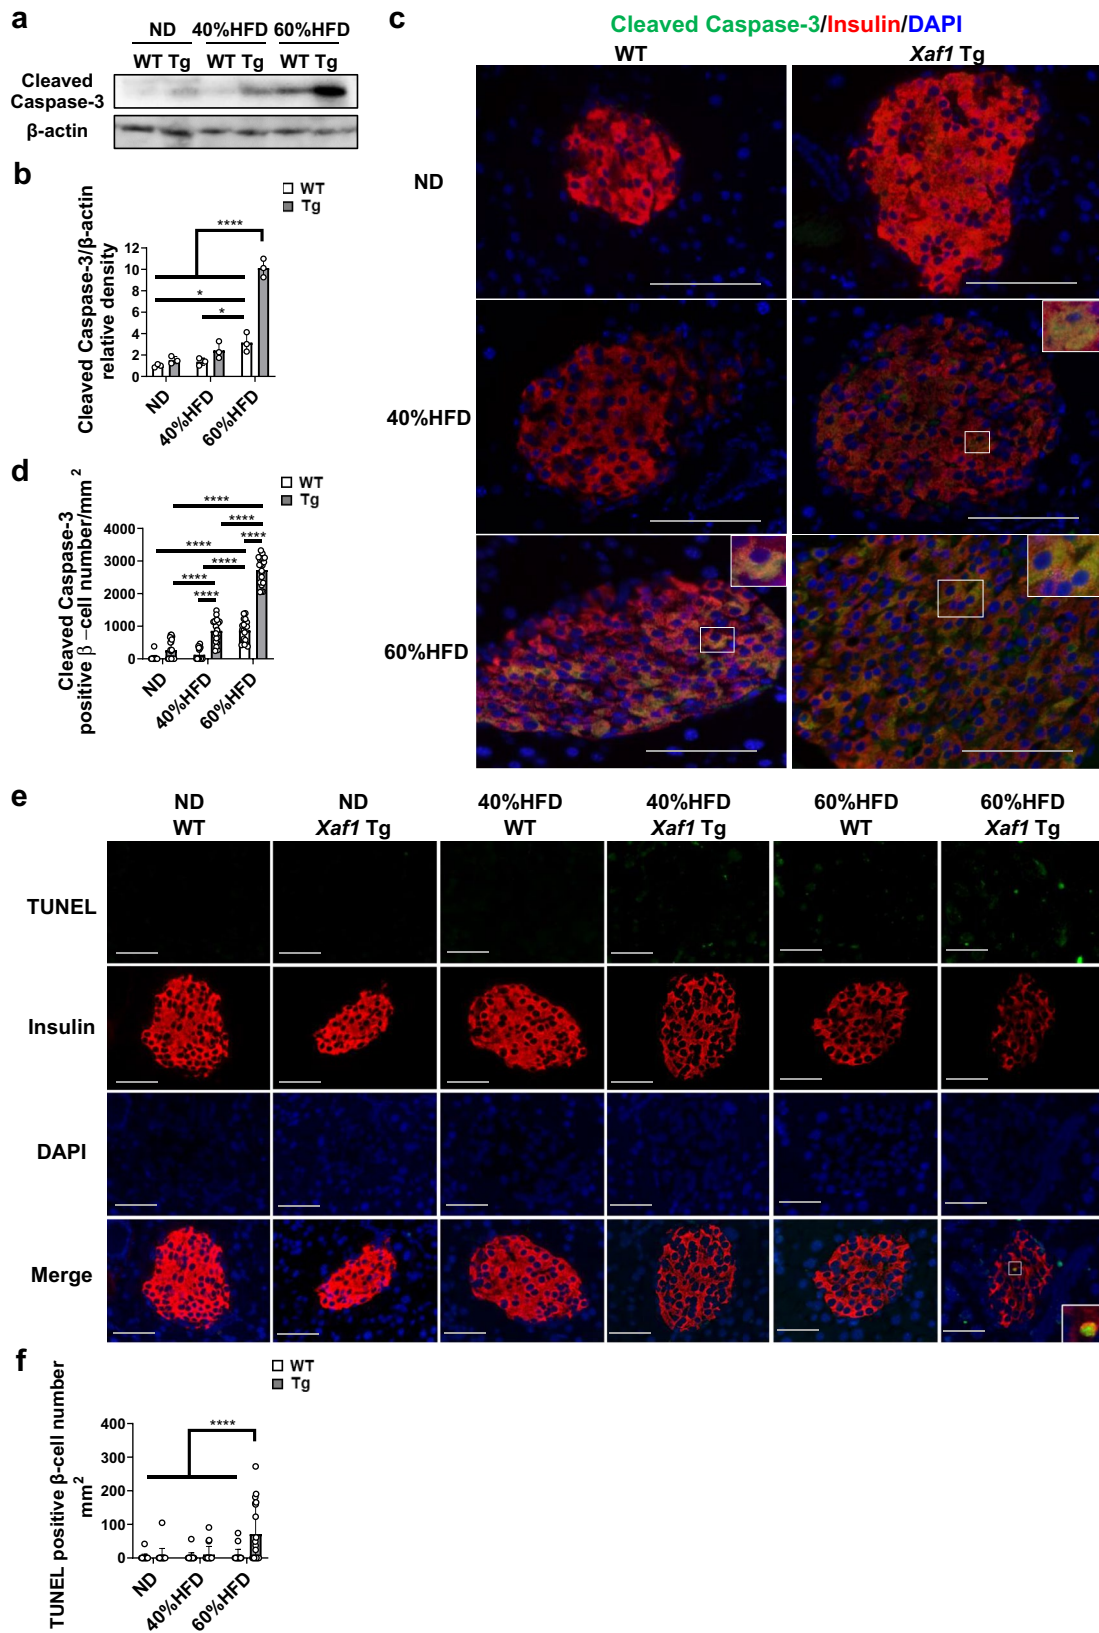 a
ND 40%HFD 60%HFD
WT Tg WT Tg WT Tg
Cleaved
Caspase-3
β-actin
b
WT
Tg
Cleaved Caspase-3/β-actin
relative density
****
*
*
12
10
8
6
4
2
0
ND
40%HFD
60%HFD
c
Cleaved Caspase-3/Insulin/DAPI
WT
Xaf1 Tg
ND
40%HFD
60%HFD
d
WT
Tg
Cleaved Caspase-3
positive β –cell number/mm2
****
****
****
****
****
****
****
4000
3000
2000
1000
0
ND
40%HFD
60%HFD
e
ND ND 40%HFD 40%HFD 60%HFD 60%HFD
WT Xaf1 Tg WT Xaf1 Tg WT Xaf1 Tg
TUNEL
Insulin
DAPI
Merge
f
WT
Tg
TUNEL positive β-cell number
mm2
****
400
300
200
100
0
ND
40%HFD
60%HFD